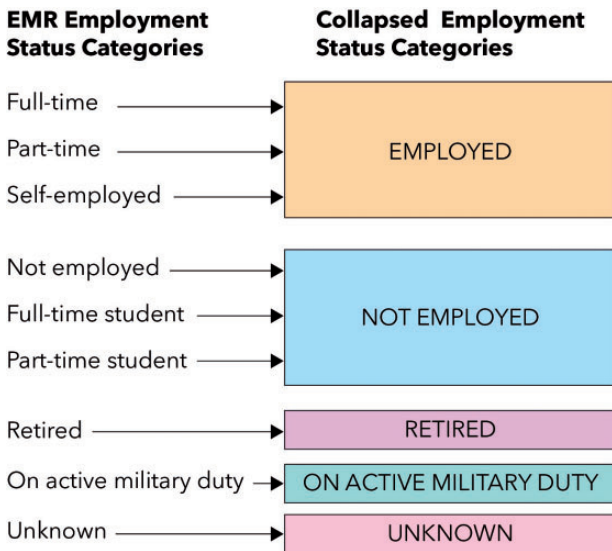 EMR Employment
Status Categories
Collapsed Employment
Status Categories
Full-time
Part-time
Self-employed
EMPLOYED
Not employed
Full-time student
Part-time student
NOT EMPLOYED
Retired
RETIRED
On active military duty
ON ACTIVE MILITARY DUTY
Unknown
UNKNOWN